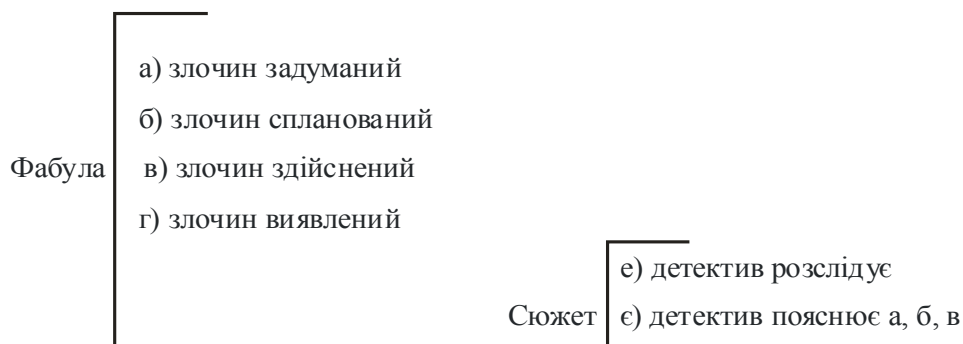 а) злочин задуманий
б) злочин спланований
Фабула в) злочин здійснений
г) злочин виявлений
е) детектив розслідує
Сюжет є) детектив пояснює а, б, в